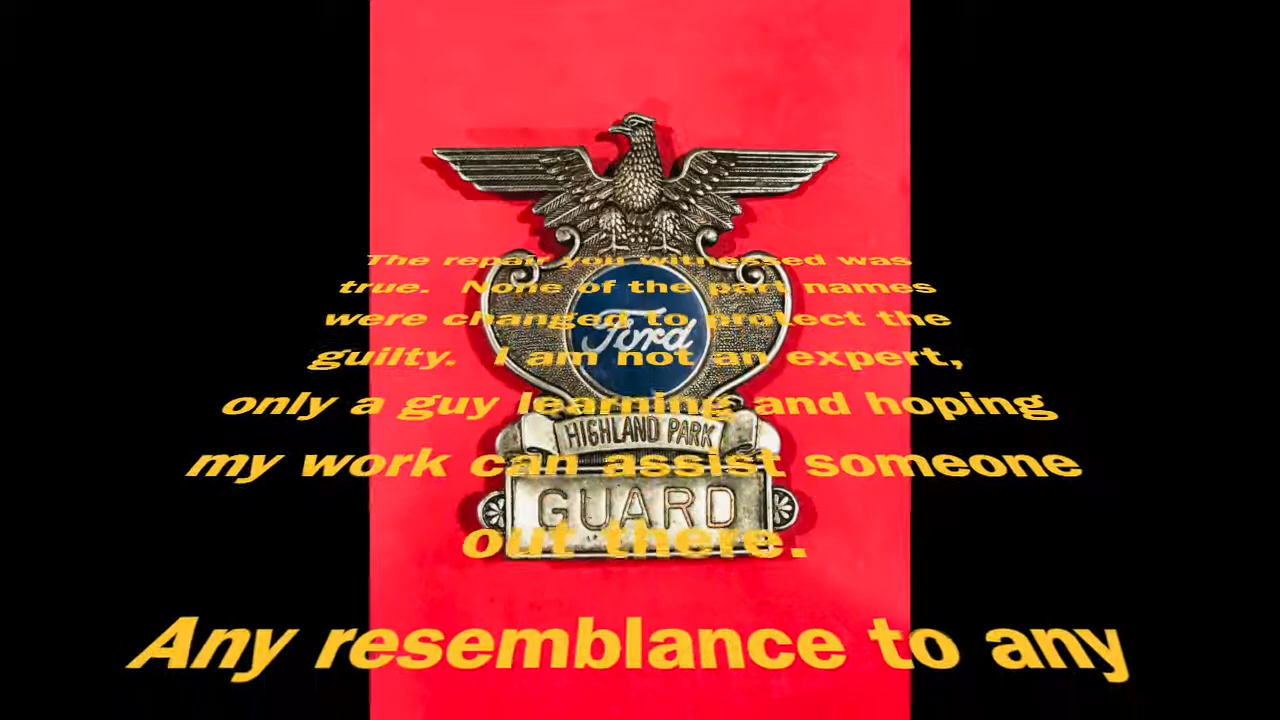 The repair you witnessed was
true. None of the part names
were changed to protect the
Ford
guilty. I am not an expert,
only a guy learning and hoping
HIGHLAND PARK
my work can assist someone
GUARD
out there.
Any resemblance to any